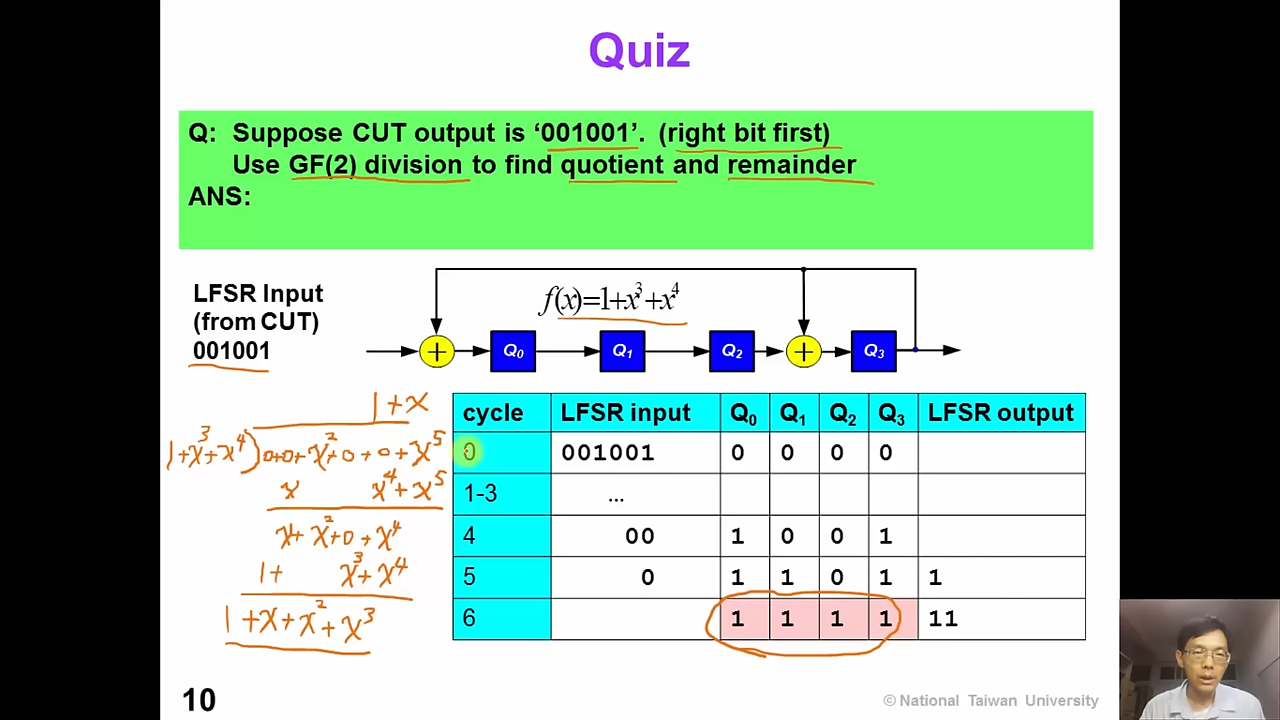 Quiz
Q: Suppose CUT output is ‘001001’. (right bit first)
Use GF(2) division to find quotient and remainder
ANS:
LFSR Input
(from CUT)
001001
f(x)=1+x³+x⁴
+ Q₀ Q₁ Q₂ + Q₃
1+x
1+x³+x⁴)0+0+x²+0+0+x⁵
x x⁴+x⁵
x+x²+0+x⁴
1+ x³+x⁴
1+x+x²+x³
cycle LFSR input Q₀ Q₁ Q₂ Q₃ LFSR output
0 001001 0 0 0 0
1-3 ...
4 00 1 0 0 1
5 0 1 1 0 1 1
6 1 1 1 1 11
10
© National Taiwan University